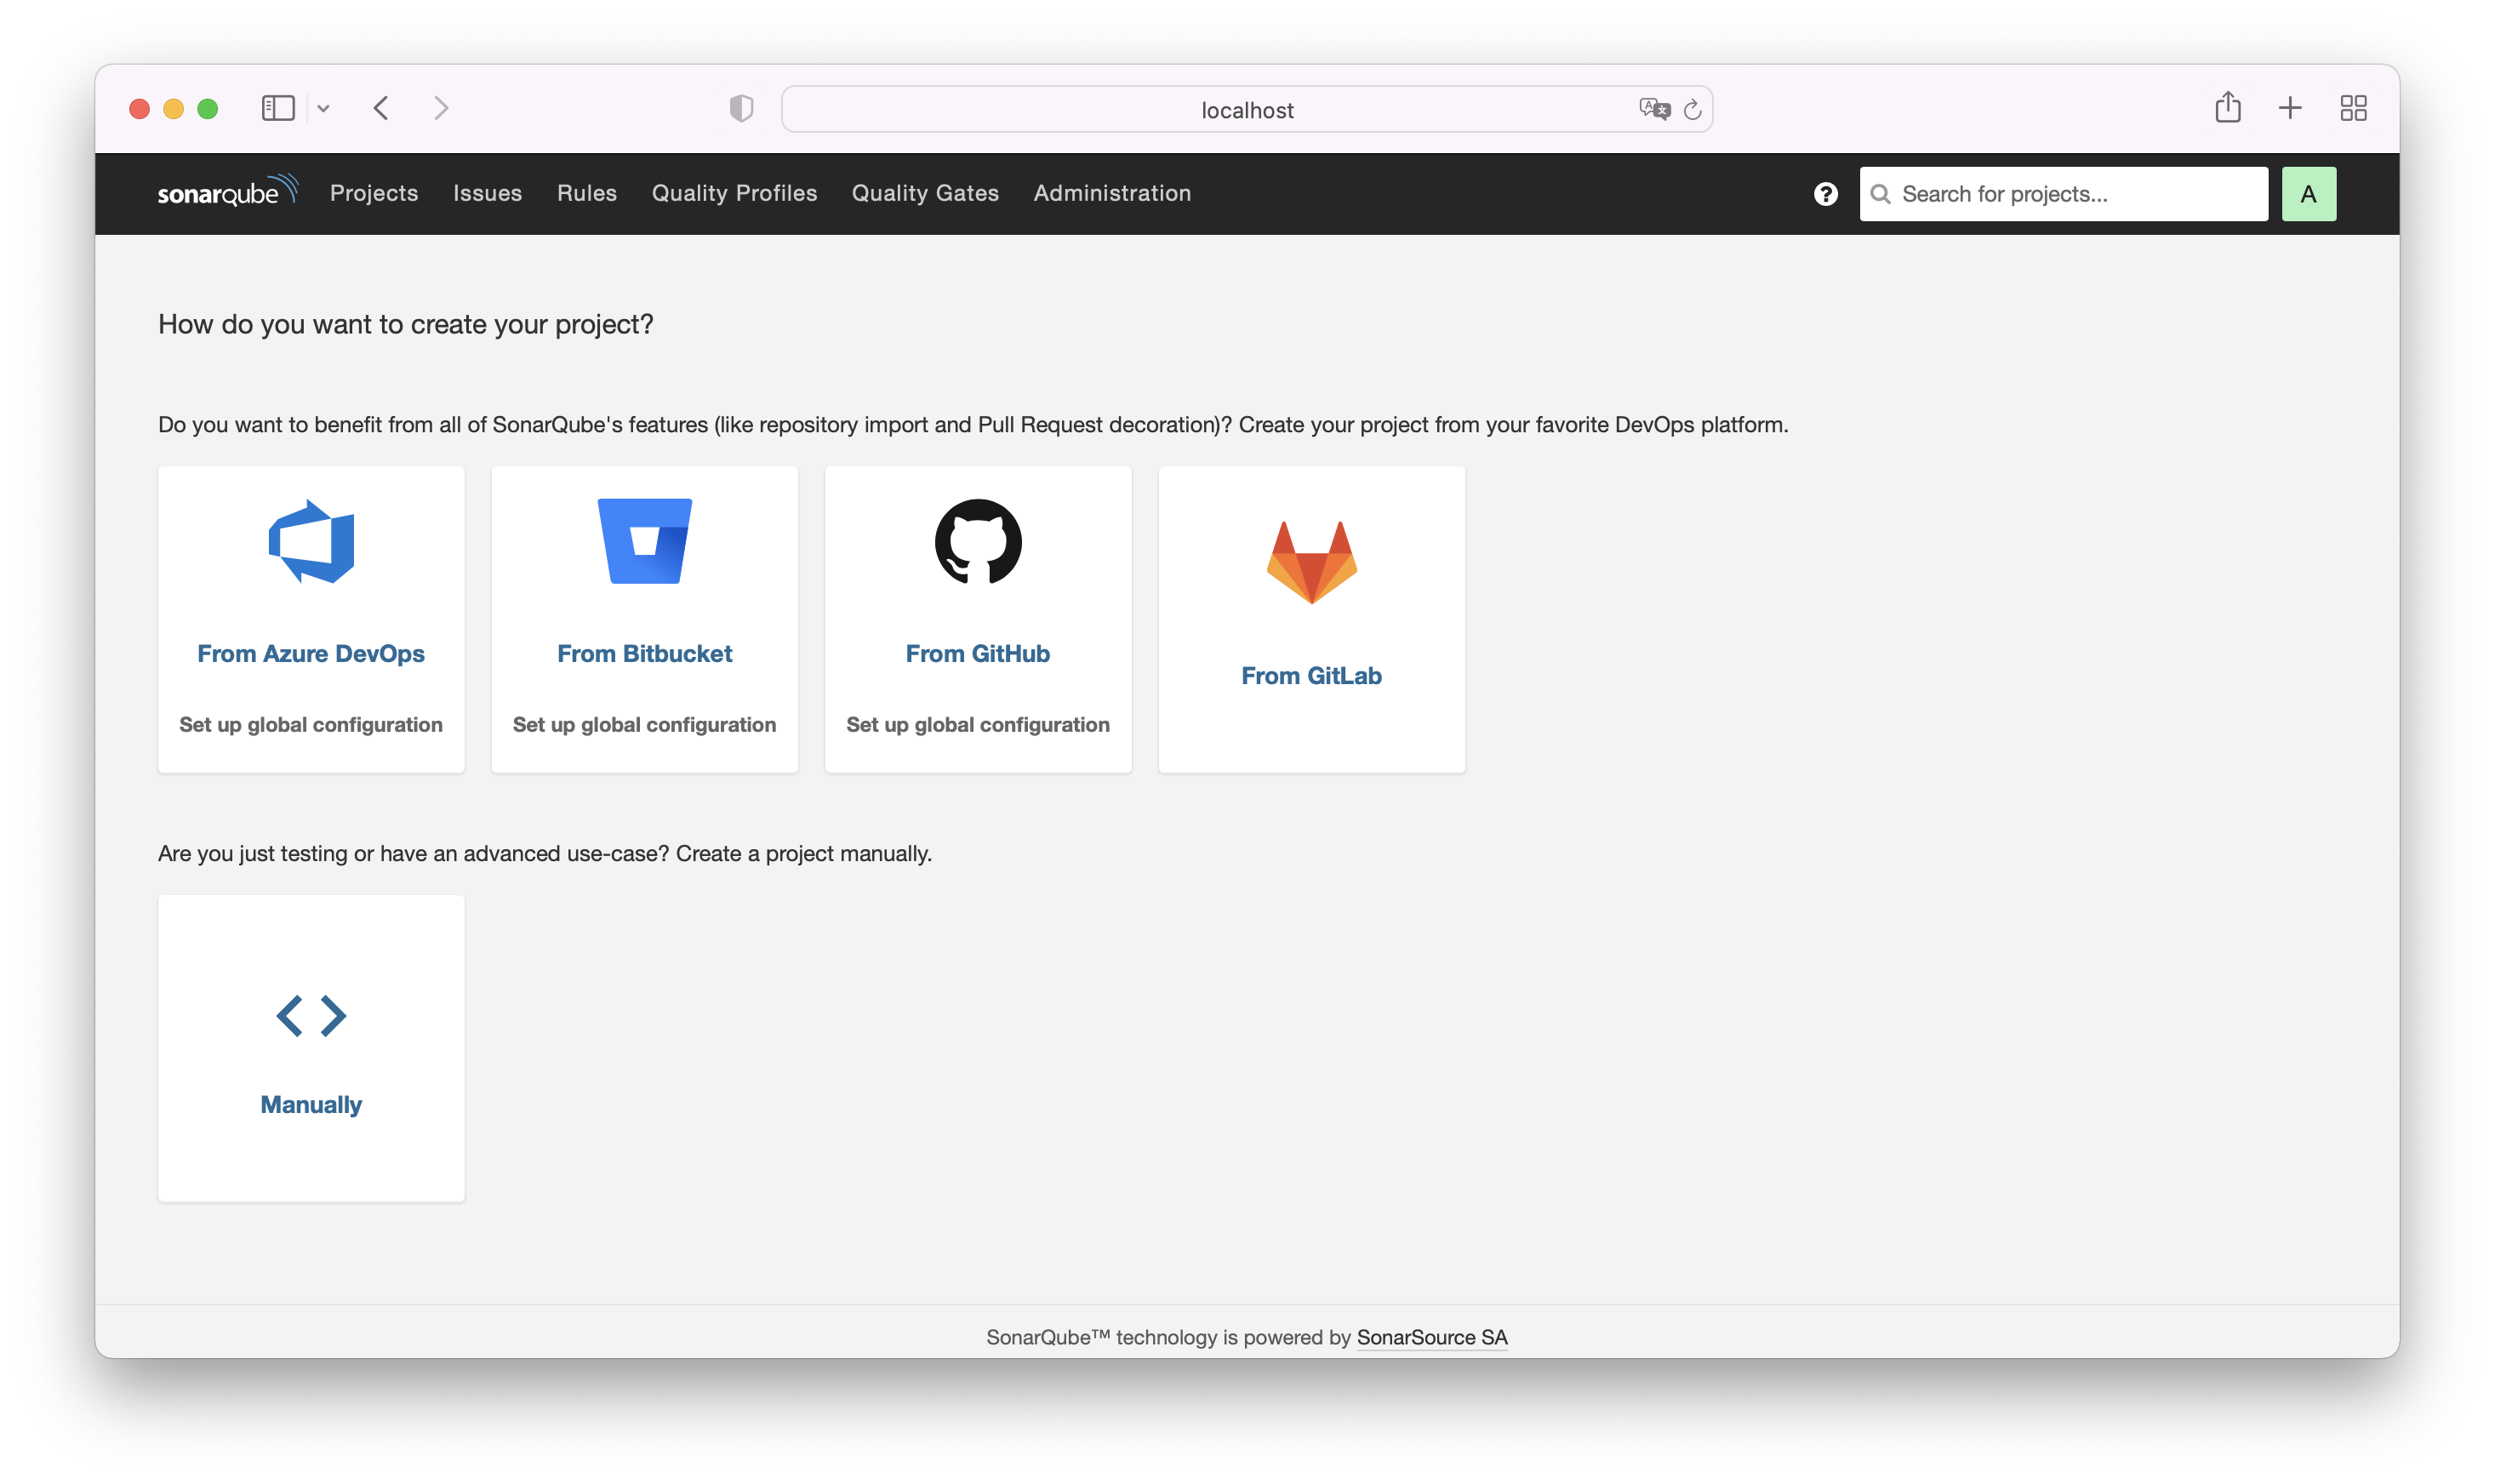 localhost
sonarqube Projects Issues Rules Quality Profiles Quality Gates Administration ? Search for projects... A
How do you want to create your project?
Do you want to benefit from all of SonarQube's features (like repository import and Pull Request decoration)? Create your project from your favorite DevOps platform.
From Azure DevOps
Set up global configuration
From Bitbucket
Set up global configuration
From GitHub
Set up global configuration
From GitLab
Are you just testing or have an advanced use-case? Create a project manually.
Manually
SonarQube™ technology is powered by SonarSource SA